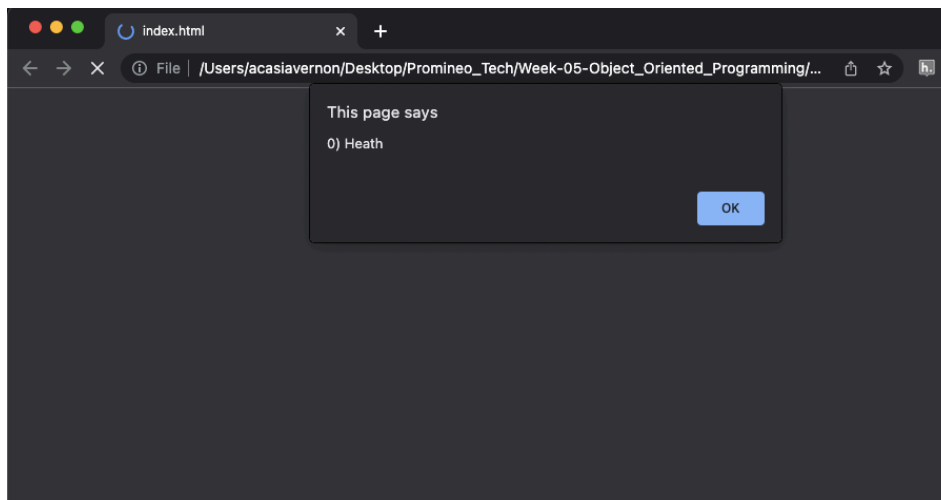 index.html
File | /Users/acasiavernon/Desktop/Promineo_Tech/Week-05-Object_Oriented_Programming/...
h.
This page says
0) Heath
OK